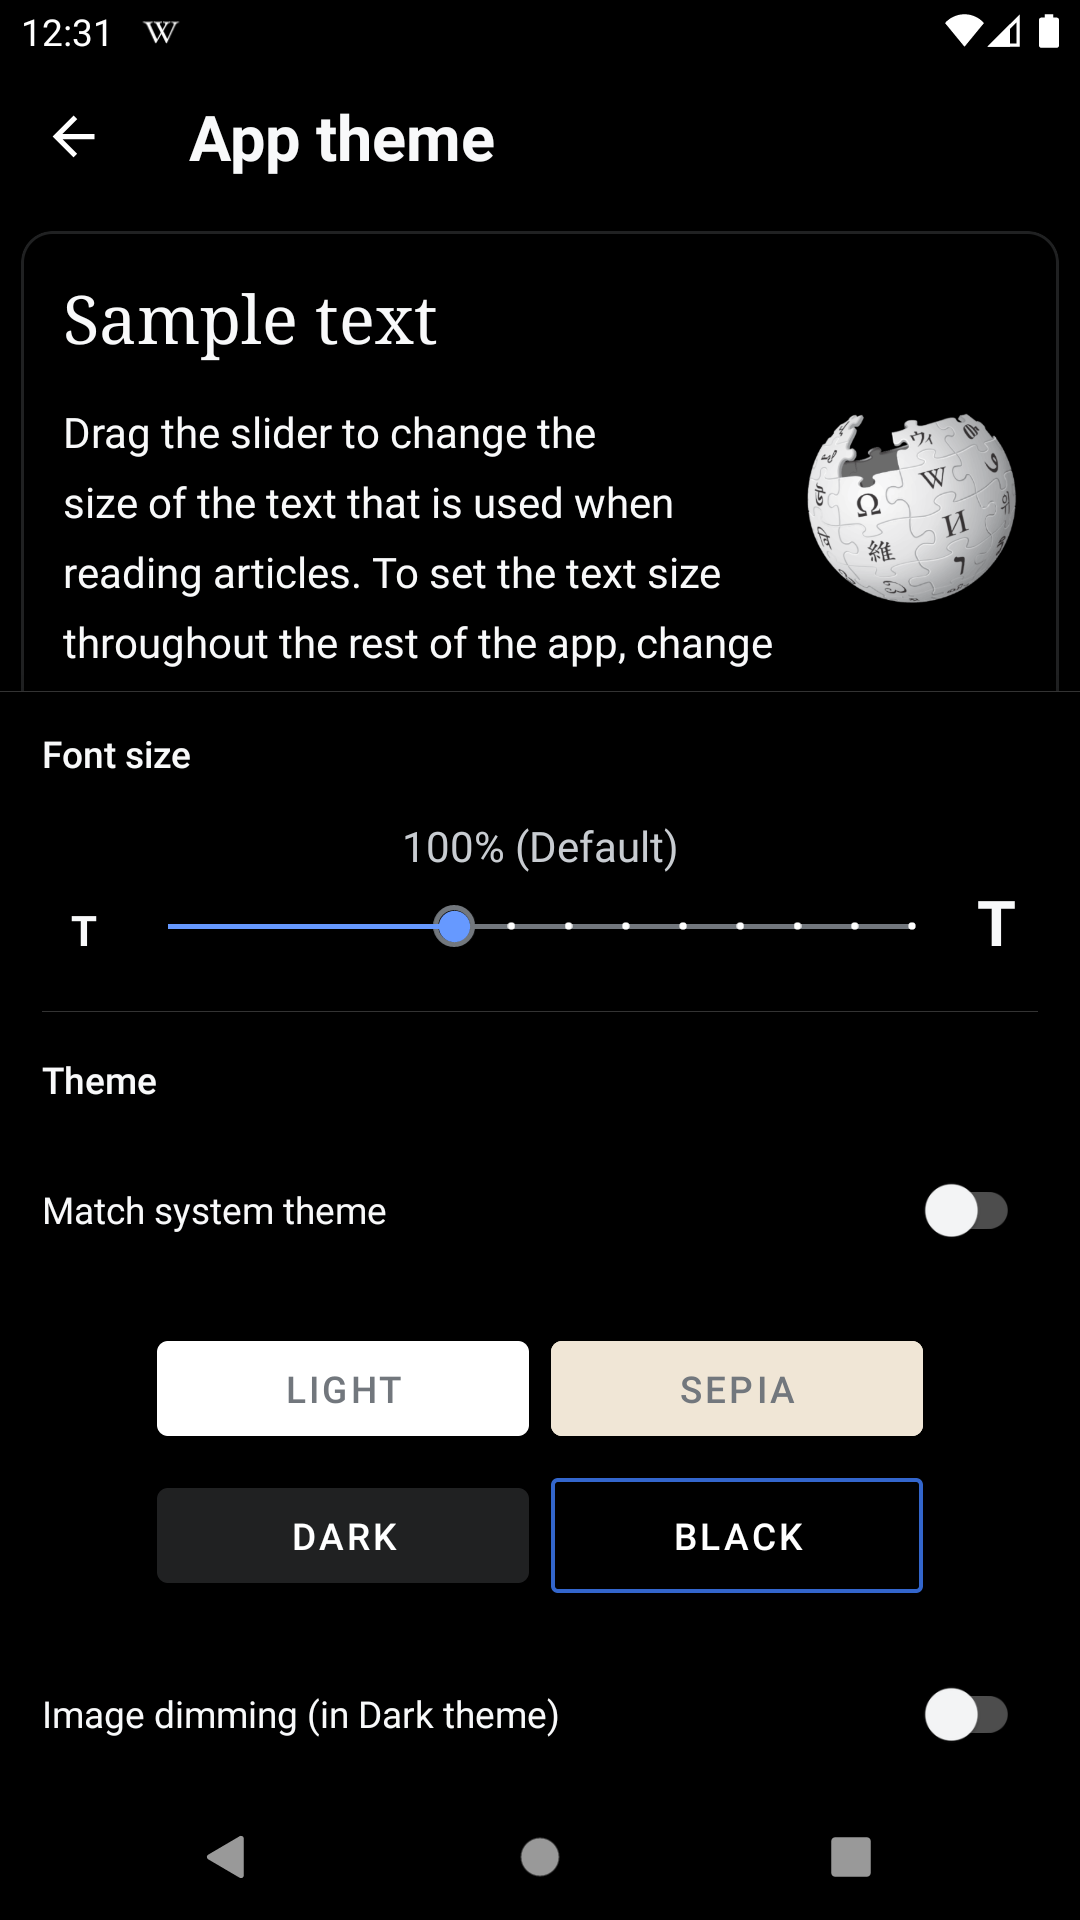 12:31 W
App theme
Sample text
Drag the slider to change the
size of the text that is used when
reading articles. To set the text size
throughout the rest of the app, change
Font size
100% (Default)
T T
Theme
Match system theme
LIGHT SEPIA
DARK BLACK
Image dimming (in Dark theme)